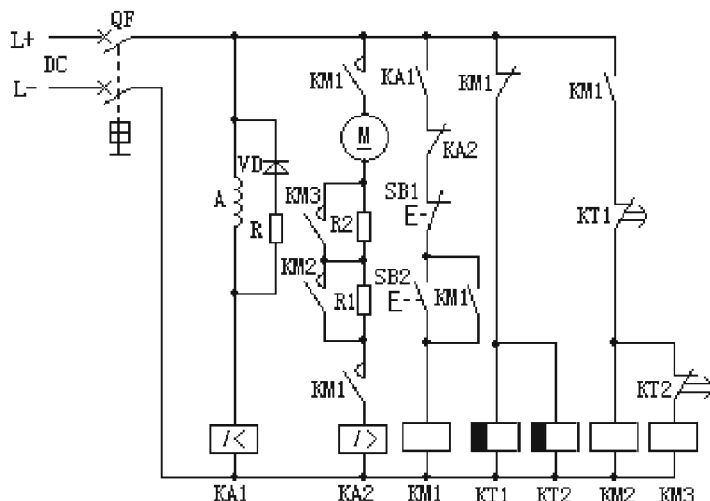 QF
L+
DC
L-
KM1
KA1
KM1
KM1
M
KA2
VD
KM3
SB1
A
E
R
R2
KT1
KM2
SB2
R1
E
KM1
KM1
KT2
I<
I>
KA1
KA2
KM1
KT1
KT2
KM2
KM3